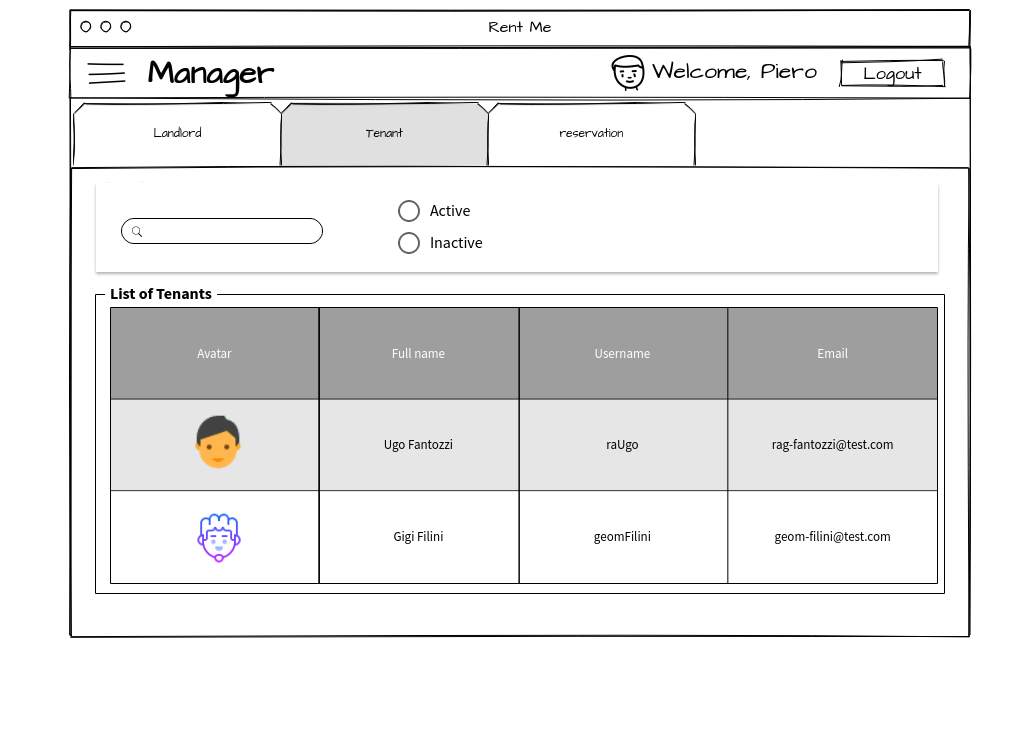 Rent Me
Manager
Welcome, Piero
Logout
Landlord
Tenant
reservation
Active
Inactive
List of Tenants
Avatar
Full name
Username
Email
Ugo Fantozzi
raUgo
rag-fantozzi@test.com
Gigi Filini
geomFilini
geom-filini@test.com